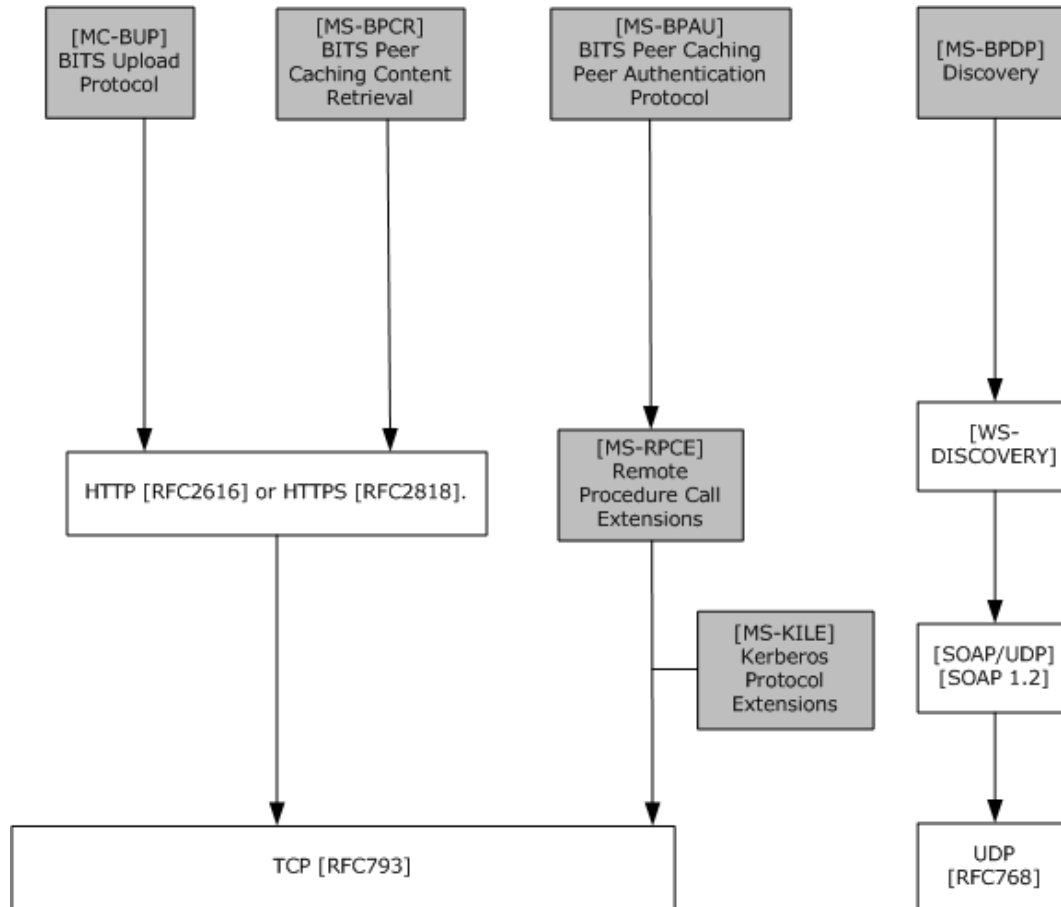 [MC-BUP]
BITS Upload
Protocol
[MS-BPCR]
BITS Peer
Caching Content
Retrieval
[MS-BPAU]
BITS Peer Caching
Peer Authentication
Protocol
[MS-BPDP]
Discovery
HTTP [RFC2616] or HTTPS [RFC2818].
[MS-RPCE]
Remote
Procedure Call
Extensions
[WS-
DISCOVERY]
[MS-KILE]
Kerberos
Protocol
Extensions
[SOAP/UDP]
[SOAP 1.2]
TCP [RFC793]
UDP
[RFC768]